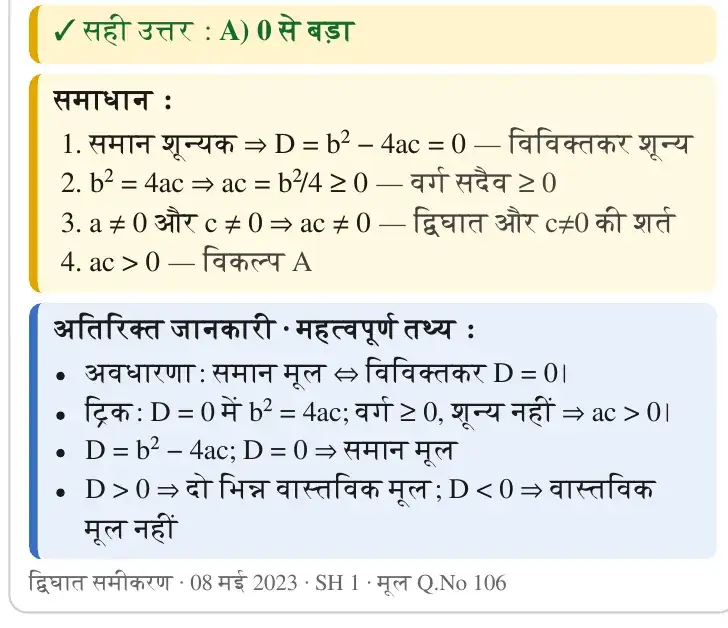 ✓ सही उत्तर : A) 0 से बड़ा
समाधान :
1. समान शून्यक ⇒ D = b² − 4ac = 0 — विविक्तकर शून्य
2. b² = 4ac ⇒ ac = b²/4 ≥ 0 — वर्ग सदैव ≥ 0
3. a ≠ 0 और c ≠ 0 ⇒ ac ≠ 0 — द्विघात और c≠0 की शर्त
4. ac > 0 — विकल्प A
अतिरिक्त जानकारी · महत्वपूर्ण तथ्य :
• अवधारणा : समान मूल ⇔ विविक्तकर D = 0।
• ट्रिक : D = 0 में b² = 4ac; वर्ग ≥ 0, शून्य नहीं ⇒ ac > 0।
• D = b² − 4ac; D = 0 ⇒ समान मूल
• D > 0 ⇒ दो भिन्न वास्तविक मूल ; D < 0 ⇒ वास्तविक
मूल नहीं
द्विघात समीकरण · 08 मई 2023 · SH 1 · मूल Q.No 106